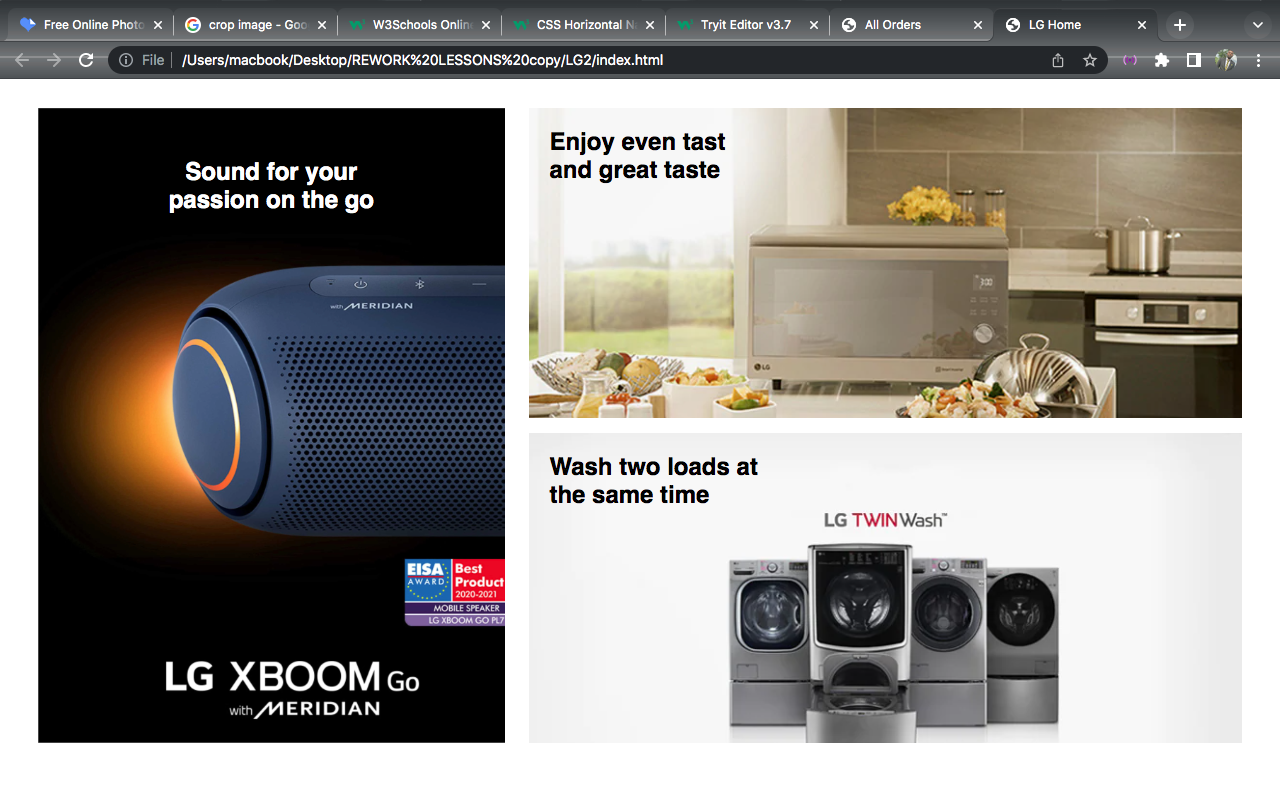 Free Online Photo
crop image - Goo
W3Schools Online
CSS Horizontal Na
Tryit Editor v3.7
All Orders
LG Home
File
/Users/macbook/Desktop/REWORK%20LESSONS%20copy/LG2/index.html
Sound for your
passion on the go
with MERIDIAN
EISA
AWARD
Best
Product
2020-2021
MOBILE SPEAKER
LG XBOOM GO PL7
LG XBOOM Go
with MERIDIAN
Enjoy even tast
and great taste
LG
Wash two loads at
the same time
LG TWINWash™